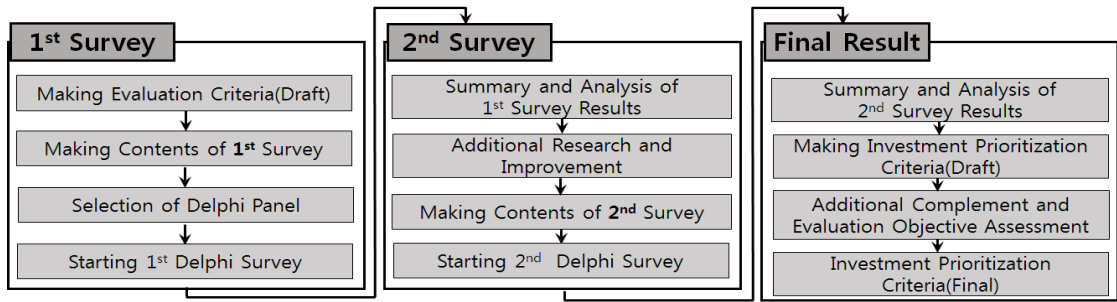 1st Survey
Making Evaluation Criteria(Draft)
Making Contents of 1st Survey
Selection of Delphi Panel
Starting 1st Delphi Survey
2nd Survey
Summary and Analysis of
1st Survey Results
Additional Research and
Improvement
Making Contents of 2nd Survey
Starting 2nd Delphi Survey
Final Result
Summary and Analysis of
2nd Survey Results
Making Investment Prioritization
Criteria(Draft)
Additional Complement and
Evaluation Objective Assessment
Investment Prioritization
Criteria(Final)